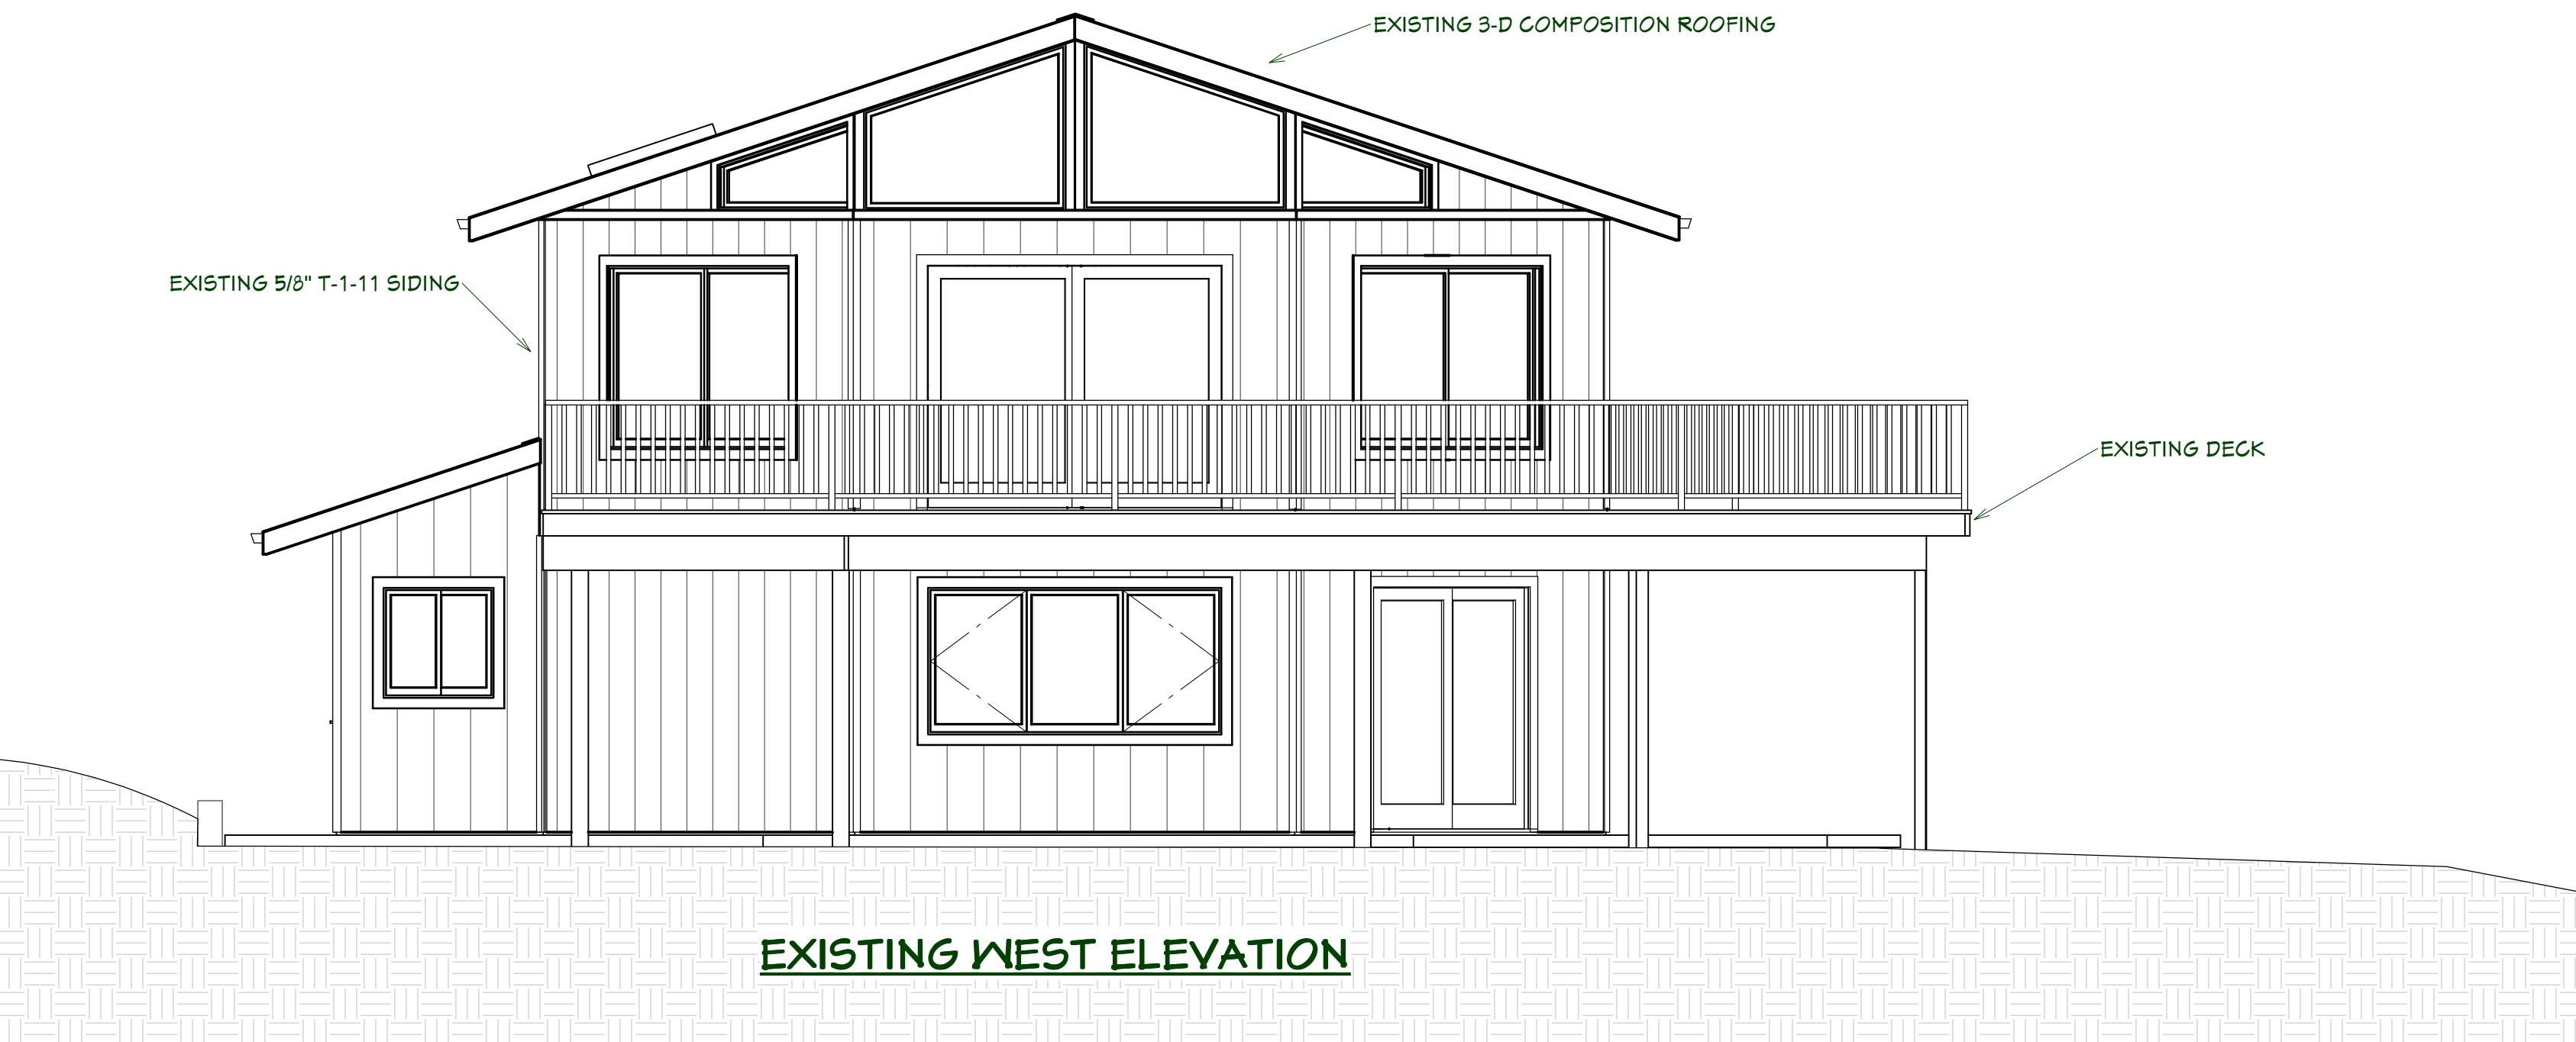 EXISTING 3-D COMPOSITION ROOFING
EXISTING 5/8" T-1-11 SIDING
EXISTING DECK
EXISTING WEST ELEVATION